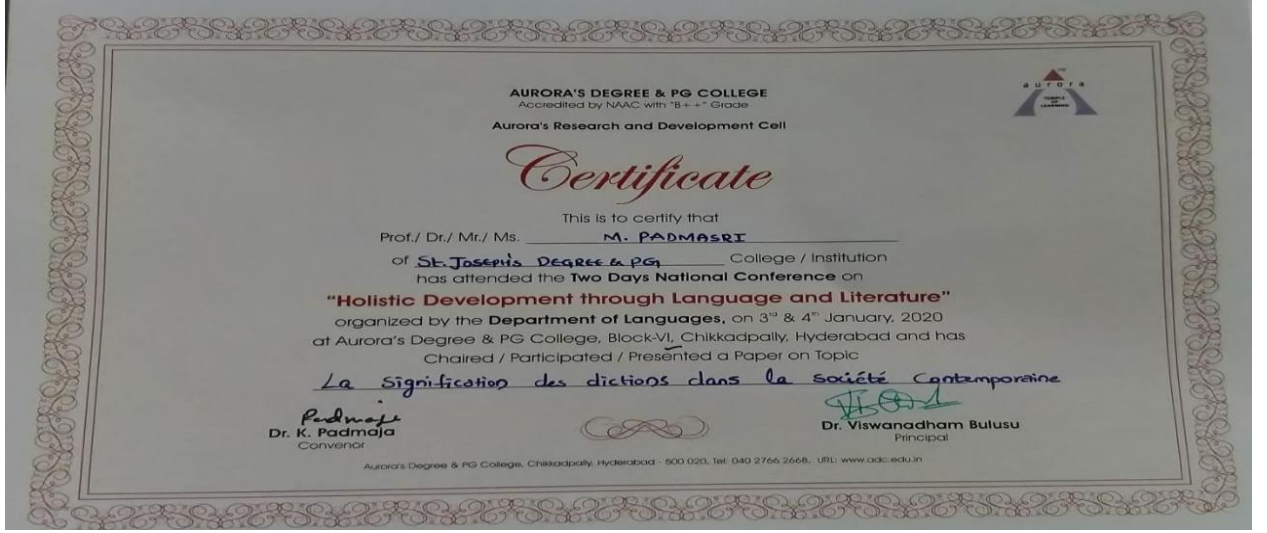 aurora
TEMPLE
OF
LEARNING
AURORA'S DEGREE & PG COLLEGE
Accredited by NAAC with "B++" Grade
Aurora's Research and Development Cell
Certificate
This is to certify that
Prof./ Dr./ Mr./ Ms. M. PADMASRI
of St. JOSEPH'S DEGREE & PG College / Institution
has attended the Two Days National Conference on
"Holistic Development through Language and Literature"
organized by the Department of Languages, on 3rd & 4th January, 2020
at Aurora's Degree & PG College, Block-VI, Chikkadpally, Hyderabad and has
Chaired / Participated / Presented a Paper on Topic
La Signification des dictions dans la société Contemporaine
Padmaja
Dr. K. Padmaja
Convenor
Dr. Viswanadham Bulusu
Principal
Aurora's Degree & PG College, Chikkadpally, Hyderabad - 500 020, Tel: 040 2766 2668, URL: www.adc.edu.in